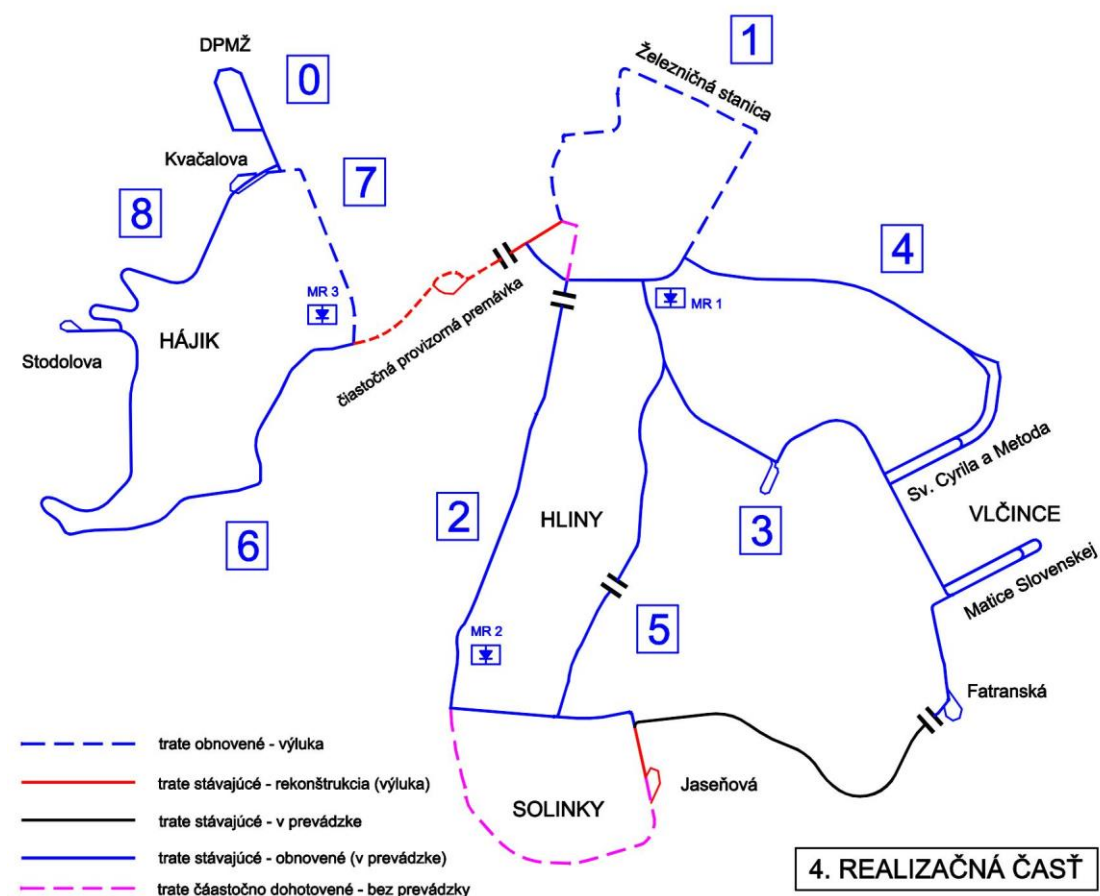 DPMŽ
0
1
Železničná stanica
Kvačalova
7
8
4
MR 3
MR 1
HÁJIK
Stodolova
čiastočná provizorná premávka
Sv. Cyrila a Metoda
2
HLINY
3
VLČINCE
6
Matice Slovenskej
5
MR 2
Fatranská
Jaseňová
SOLINKY
trate obnovené - výluka
trate stávajúcé - rekonštrukcia (výluka)
trate stávajúcé - v prevádzke
trate stávajúcé - obnovené (v prevádzke)
trate čáastočno dohotovené - bez prevádzky
4. REALIZAČNÁ ČASŤ